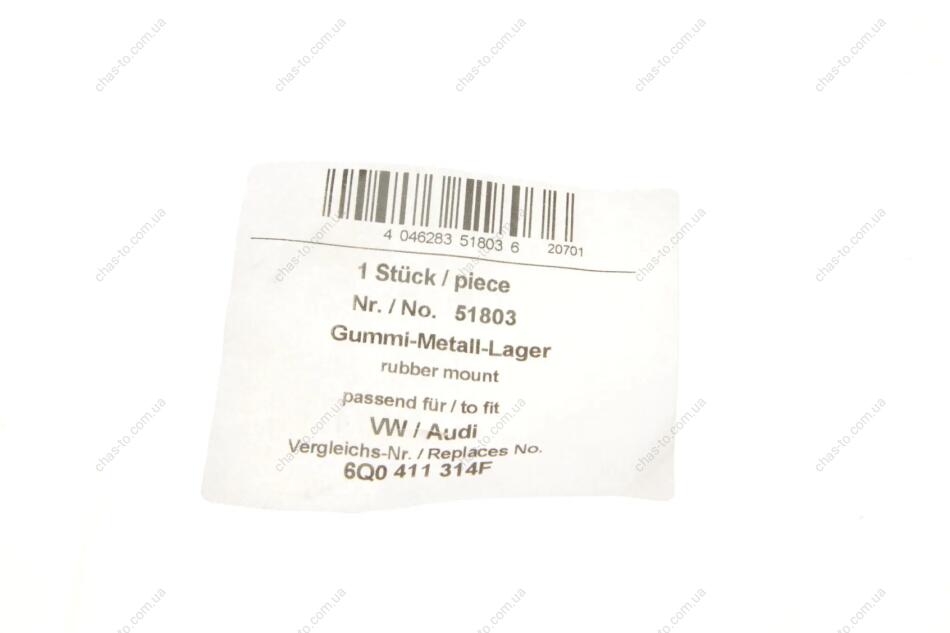 4 046283 51803 6 20701
1 Stück / piece
Nr. / No. 51803
Gummi-Metall-Lager
rubber mount
passend für / to fit
VW / Audi
Vergleichs-Nr. / Replaces No.
6Q0 411 314F
chas-to.com.ua